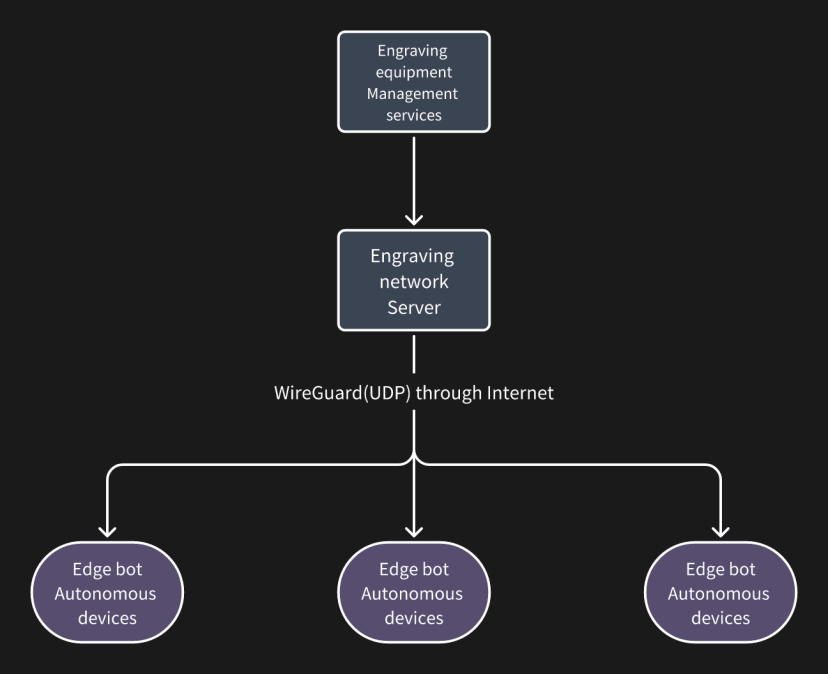 Engraving
equipment
Management
services
Engraving
network
Server
WireGuard(UDP) through Internet
Edge bot
Autonomous
devices
Edge bot
Autonomous
devices
Edge bot
Autonomous
devices